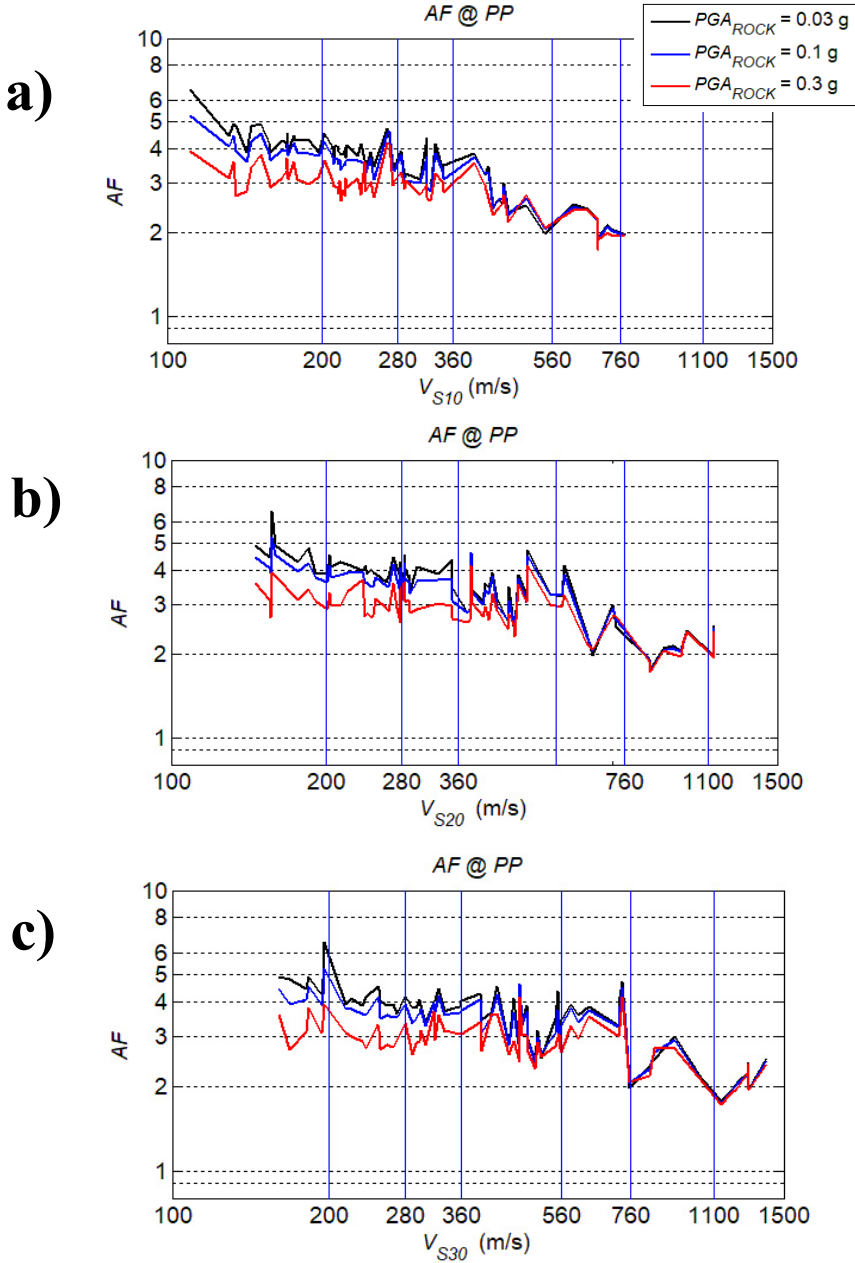 AF @ PP
PGA_ROCK = 0.03 g
PGA_ROCK = 0.1 g
PGA_ROCK = 0.3 g
a)
10
8
6
5
4
3
2
1
AF
100 200 280 360 560 760 1100 1500
V_S10 (m/s)
AF @ PP
b)
10
8
6
5
4
3
2
1
AF
100 200 280 360 760 1100 1500
V_S20 (m/s)
AF @ PP
c)
10
8
6
5
4
3
2
1
AF
100 200 280 360 560 760 1100 1500
V_S30 (m/s)